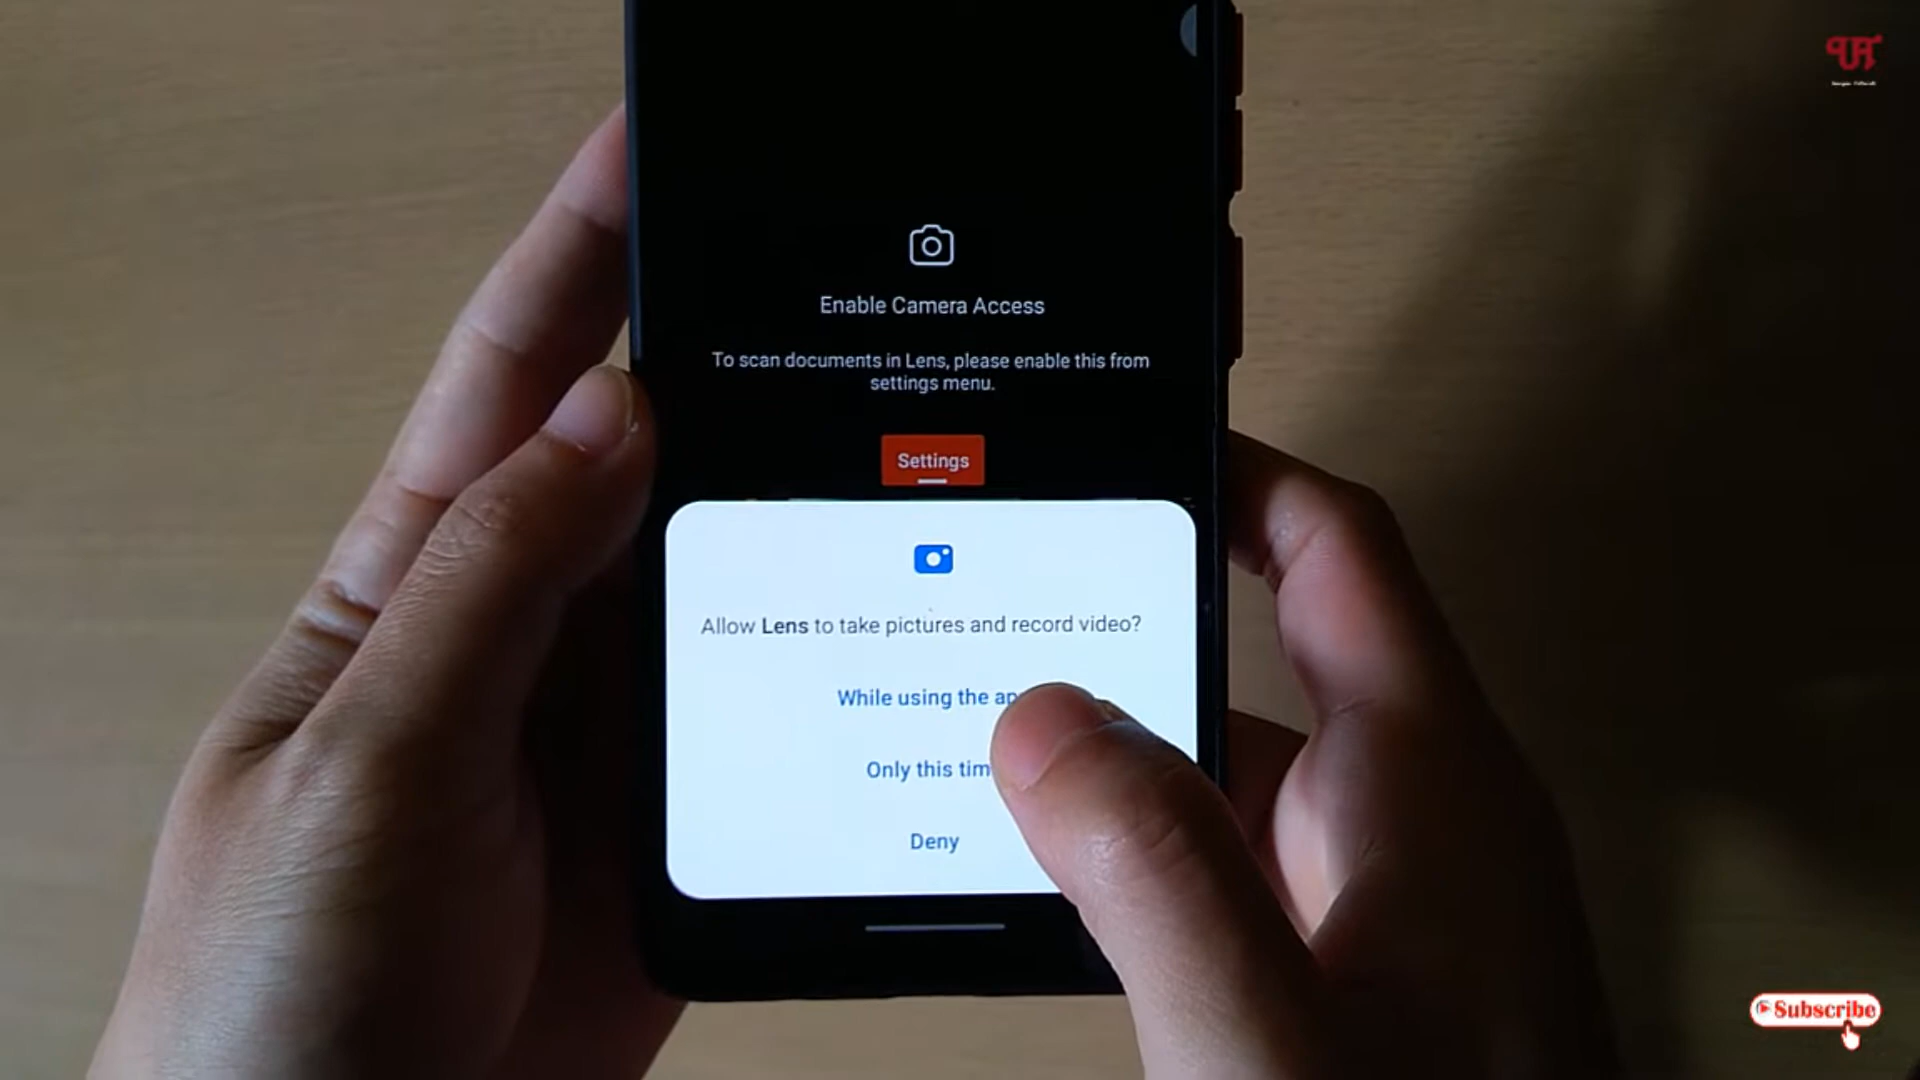 Enable Camera Access
To scan documents in Lens, please enable this from
settings menu.
Settings
Allow Lens to take pictures and record video?
While using the ap
Only this tim
Deny
Subscribe